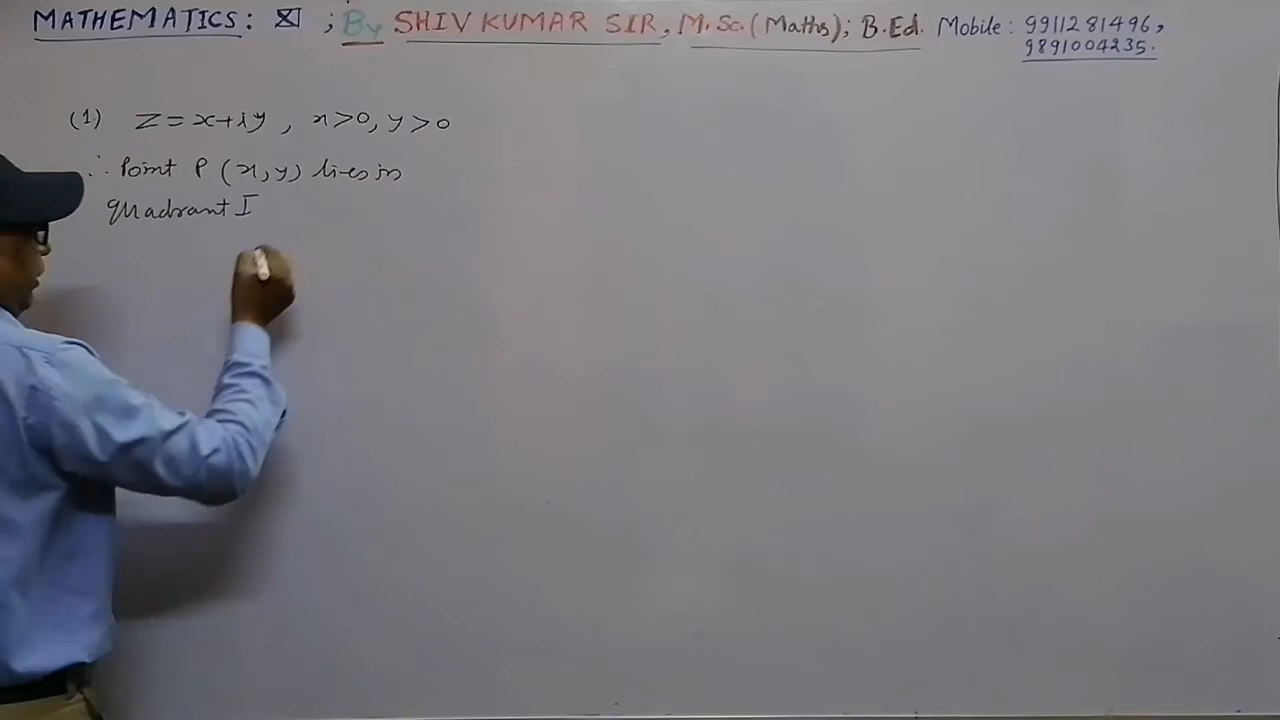 MATHEMATICS: XI ; By SHIV KUMAR SIR, M.Sc.(Maths); B.Ed. Mobile: 9911281496,
9891004235.
(1) Z = x+iy , x>0, y>0
∴ Point P (x,y) lies in
quadrant I